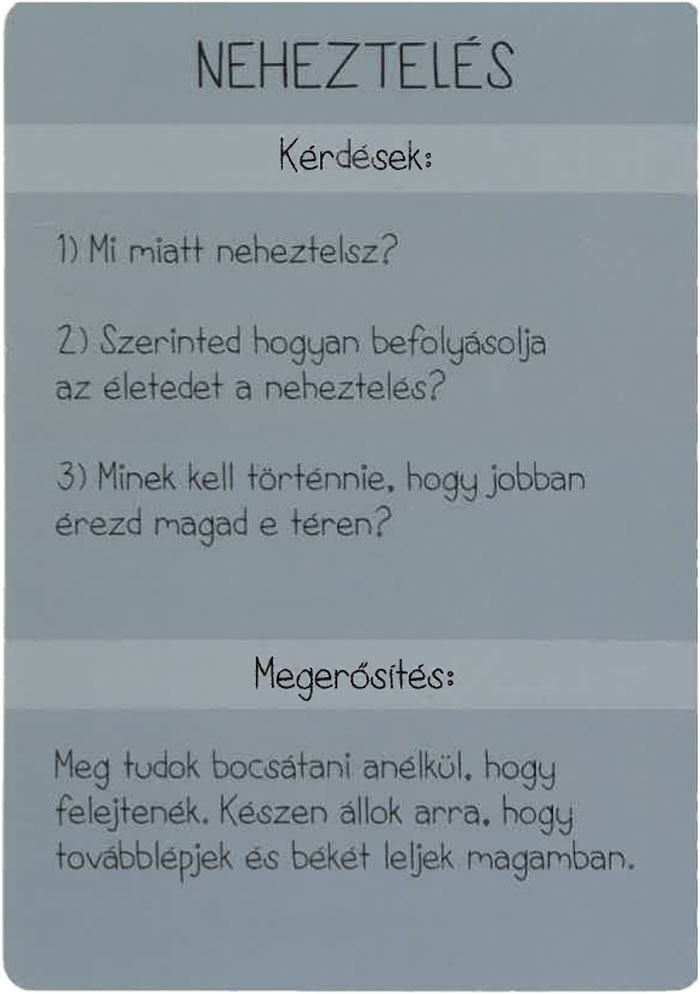 NEHEZTELÉS
Kérdések:
1) Mi miatt neheztelsz?
2) Szerinted hogyan befolyásolja
az életedet a neheztelés?
3) Minek kell történnie, hogy jobban
érezd magad e téren?
Megerősítés:
Meg tudok bocsátani anélkül, hogy
felejtenék. Készen állok arra, hogy
továbblépjek és békét leljek magamban.